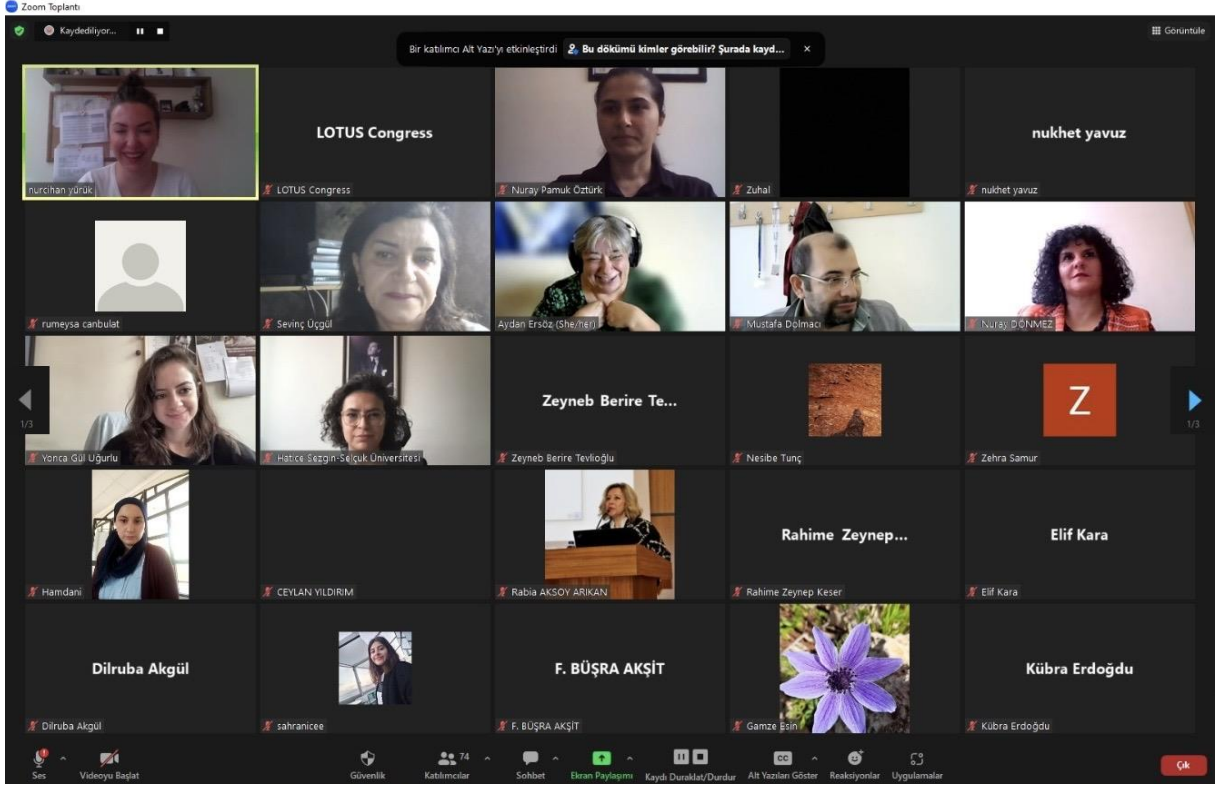 Zoom Toplantı
Kaydediliyor...
Görüntüle
Bir katılımcı Alt Yazı'yı etkinleştirdi Bu dökümü kimler görebilir? Şurada kayd... ×
nurcihan yürük
LOTUS Congress
LOTUS Congress
Nuray Pamuk Öztürk
Zuhal
nukhet yavuz
nukhet yavuz
rumeysa canbulat
Sevinç Üçgül
Aydan Ersöz (She/her)
Mustafa Dolmacı
Nuray DÖNMEZ
1/3
Yonca Gül Uğurlu
Hatice Sezgin-Selçuk Üniversitesi
Zeyneb Berire Te...
Zeyneb Berire Tevlioğlu
Nesibe Tunç
Z
Zehra Samur
1/3
Hamdani
CEYLAN YILDIRIM
Rabia AKSOY ARIKAN
Rahime Zeynep...
Rahime Zeynep Keser
Elif Kara
Elif Kara
Dilruba Akgül
Dilruba Akgül
sahranicee
F. BÜŞRA AKŞİT
F. BÜŞRA AKŞİT
Gamze Esin
Kübra Erdoğdu
Kübra Erdoğdu
Ses
Videoyu Başlat
Güvenlik
74
Katılımcılar
Sohbet
Ekran Paylaşımı
Kaydı Duraklat/Durdur
CC
Alt Yazıları Göster
Reaksiyonlar
Uygulamalar
Çık